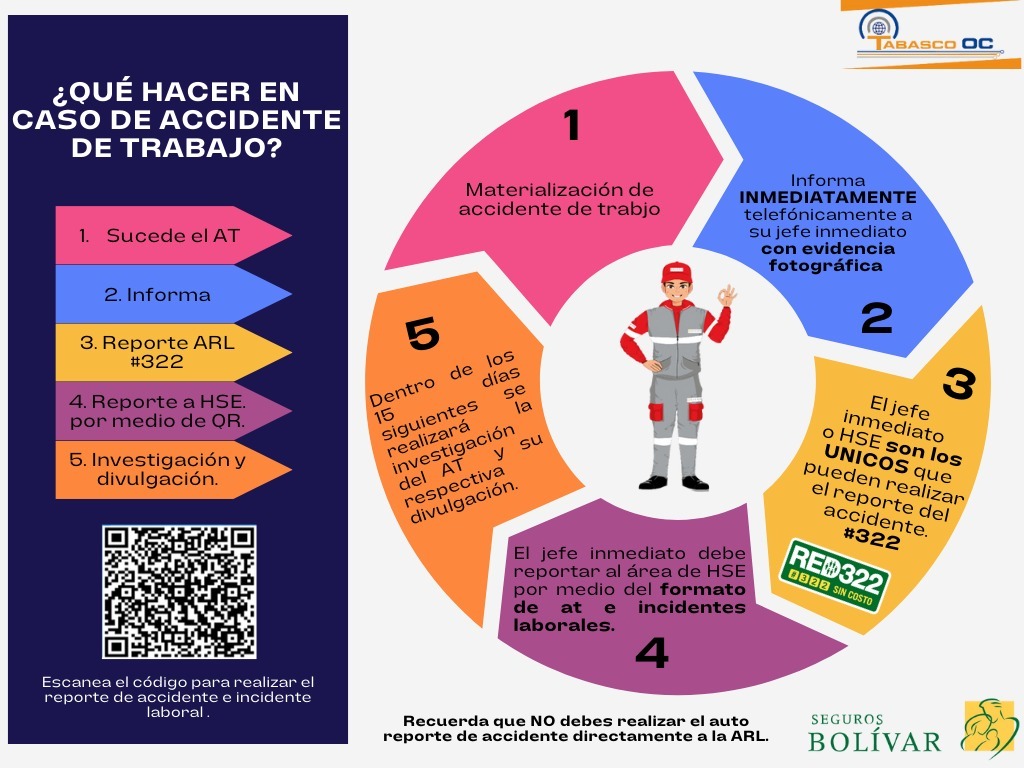 TABASCO OC
¿QUÉ HACER EN
CASO DE ACCIDENTE
DE TRABAJO?
1. Sucede el AT
2. Informa
3. Reporte ARL
#322
4. Reporte a HSE.
por medio de QR.
5. Investigación y
divulgación.
Escanea el código para realizar el
reporte de accidente e incidente
laboral .
1
Materialización de
accidente de trabjo
Informa
INMEDIATAMENTE
telefónicamente a
su jefe inmediato
con evidencia
fotográfica
2
3
El jefe
inmediato
o HSE son los
UNICOS que
pueden realizar
el reporte del
accidente.
#322
RED322
#322 SIN COSTO
El jefe inmediato debe
reportar al área de HSE
por medio del formato
de at e incidentes
laborales.
4
5
Dentro de los
15 días
siguientes se
realizará la
investigación
del AT y su
respectiva
divulgación.
Recuerda que NO debes realizar el auto
reporte de accidente directamente a la ARL.
SEGUROS
BOLÍVAR